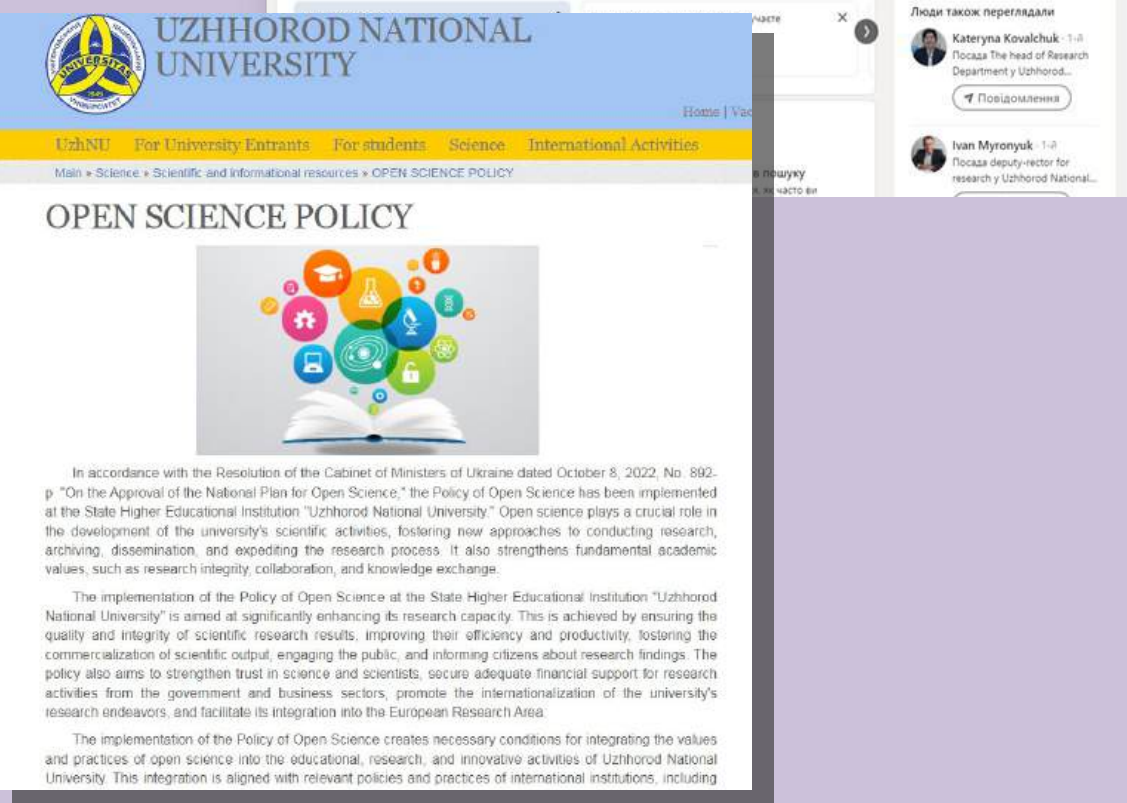 UZHHOROD NATIONAL
UNIVERSITY
UNIVERSITAS
1945
Home |
UzhNU For University Entrants For students Science International Activities
Main » Science » Scientific and informational resources » OPEN SCIENCE POLICY
OPEN SCIENCE POLICY
In accordance with the Resolution of the Cabinet of Ministers of Ukraine dated October 8, 2022, No. 892-
p "On the Approval of the National Plan for Open Science," the Policy of Open Science has been implemented
at the State Higher Educational Institution "Uzhhorod National University." Open science plays a crucial role in
the development of the university's scientific activities, fostering new approaches to conducting research,
archiving, dissemination, and expediting the research process. It also strengthens fundamental academic
values, such as research integrity, collaboration, and knowledge exchange.
The implementation of the Policy of Open Science at the State Higher Educational Institution "Uzhhorod
National University" is aimed at significantly enhancing its research capacity. This is achieved by ensuring the
quality and integrity of scientific research results, improving their efficiency and productivity, fostering the
commercialization of scientific output, engaging the public, and informing citizens about research findings. The
policy also aims to strengthen trust in science and scientists, secure adequate financial support for research
activities from the government and business sectors, promote the internationalization of the university's
research endeavors, and facilitate its integration into the European Research Area.
The implementation of the Policy of Open Science creates necessary conditions for integrating the values
and practices of open science into the educational, research, and innovative activities of Uzhhorod National
University. This integration is aligned with relevant policies and practices of international institutions, including
пошуку
як часто ви
Люди також переглядали
Kateryna Kovalchuk · 1-й
Посада The head of Research
Department у Uzhhorod...
Повідомлення
Ivan Myronyuk · 1-й
Посада deputy-rector for
research у Uzhhorod National...